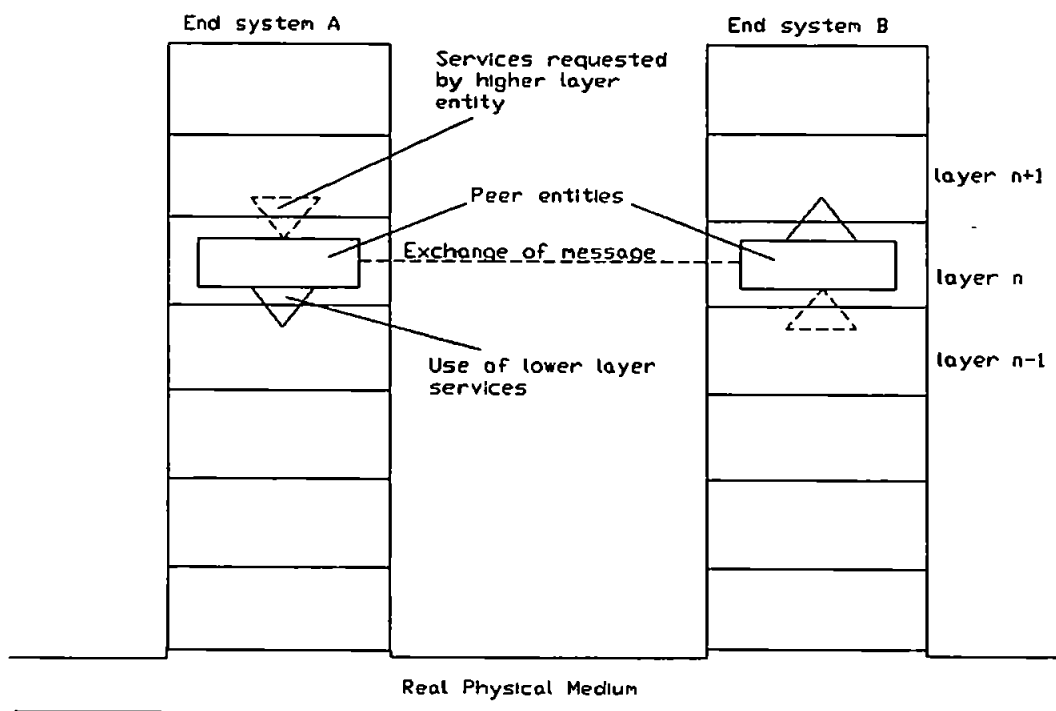 End system A
End system B
Services requested
by higher layer
entity
layer n+1
Peer entities
Exchange of message
layer n
Use of lower layer
services
layer n-1
Real Physical Medium